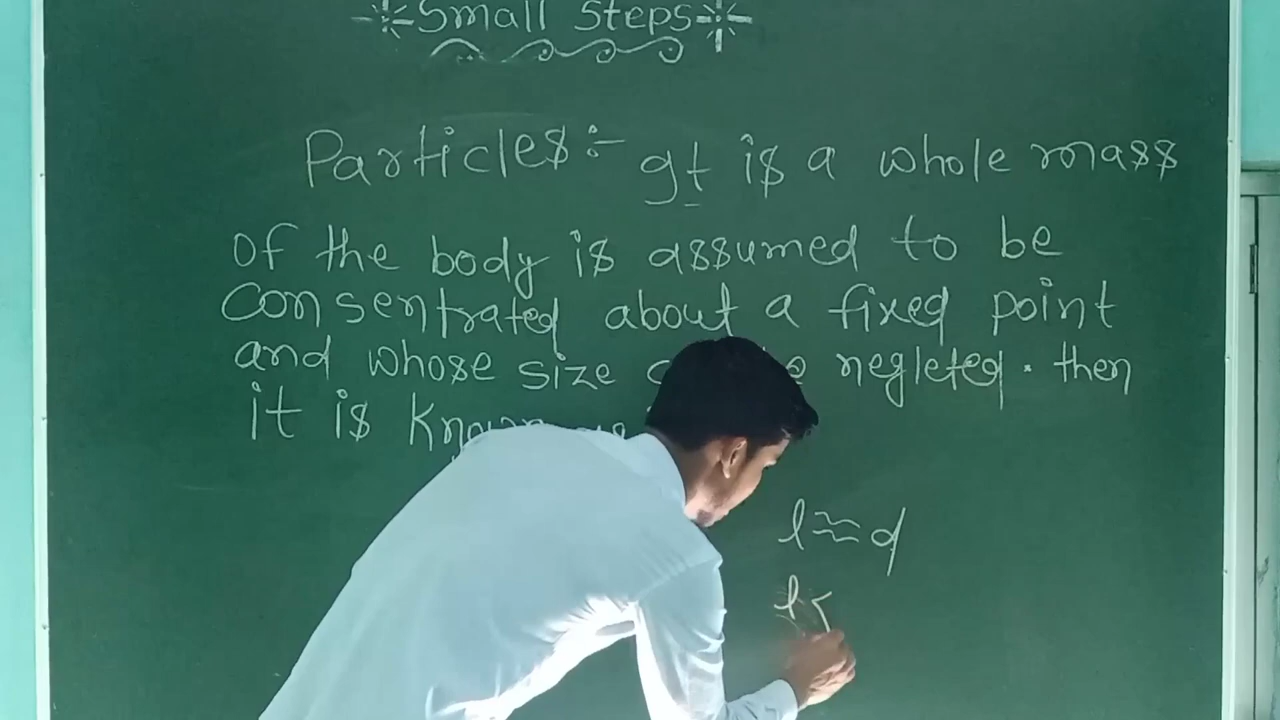 Small Steps
Particles:- It is a whole mass
of the body is assumed to be
Consentrated about a fixed point
and whose size negleted. then
it is known
l ≈ d
l <